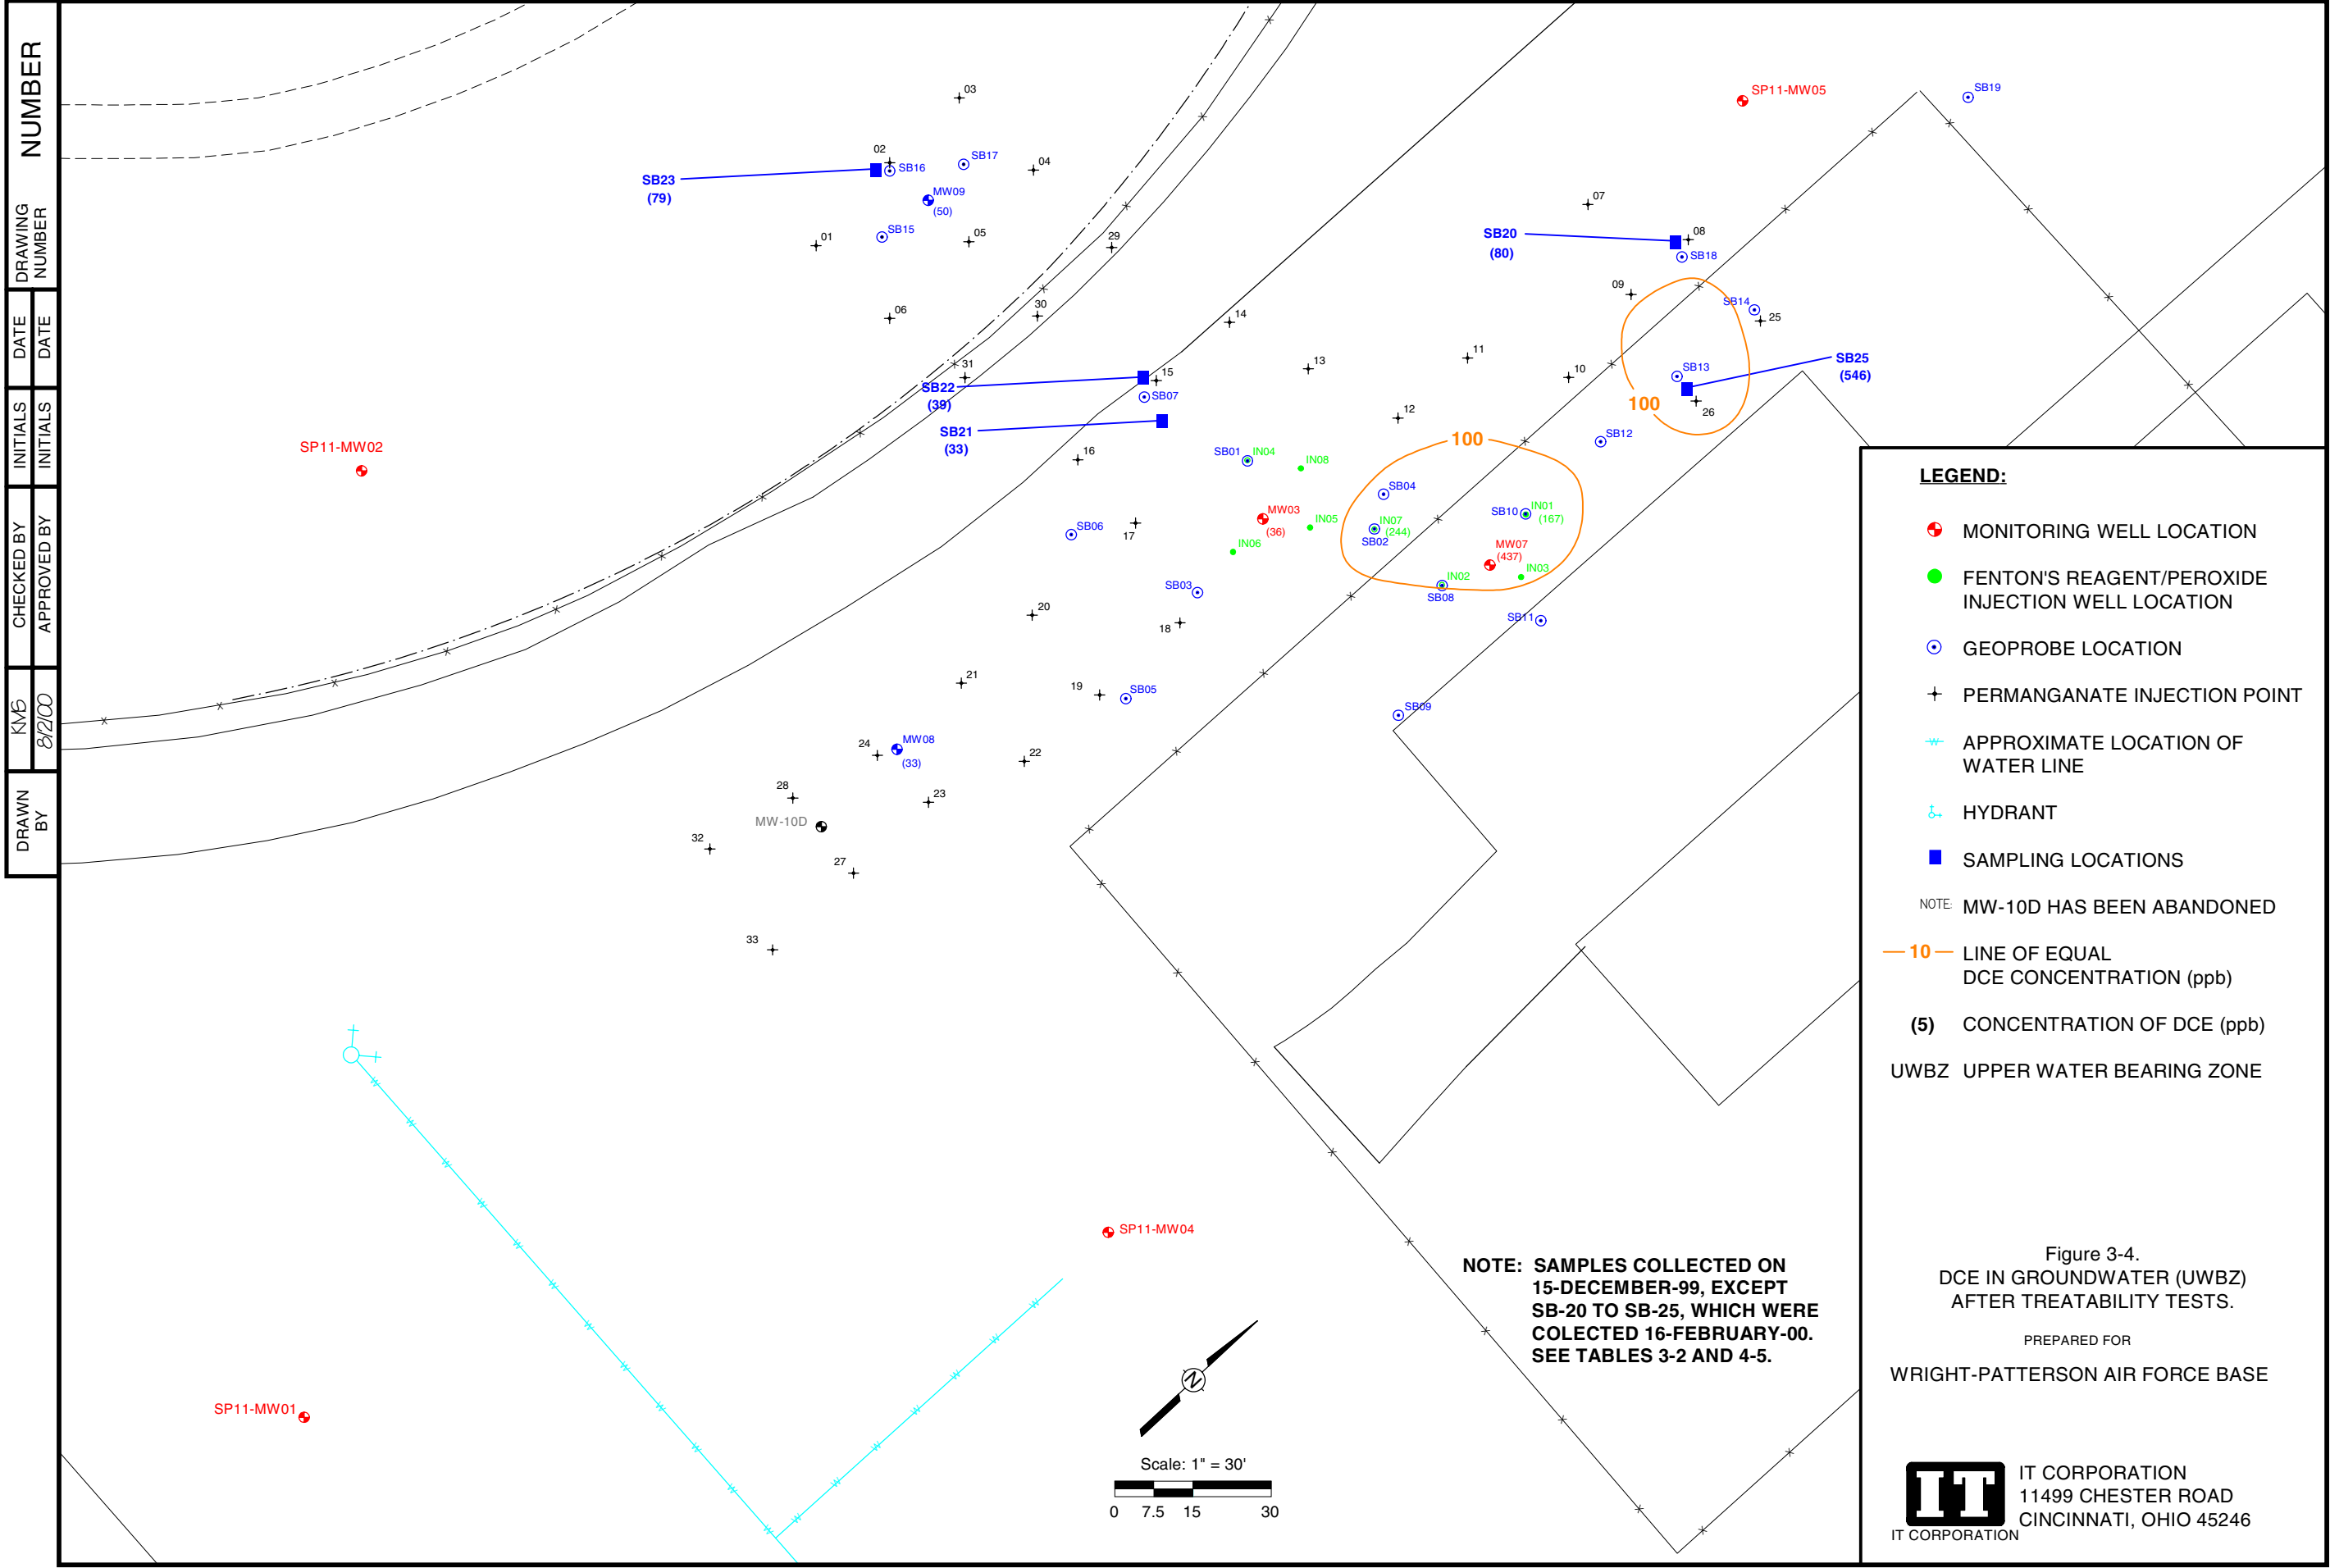 DRAWING
NUMBER
NUMBER
DATE
DATE
INITIALS
INITIALS
CHECKED BY
APPROVED BY
KMS
8/2/00
DRAWN
BY
03
02
SB16
SB17
04
SB23
(79)
MW09
(50)
01
SB15
05
29
06
30
31
SP11-MW05
SB19
07
SB20
(80)
08
SB18
09
SB14
25
14
13
11
10
SB13
SB25
(546)
26
100
SB22
(39)
15
SB07
SB21
(33)
12
SB12
100
SP11-MW02
16
SB01
IN04
IN08
SB04
MW03
(36)
IN05
IN07
(244)
SB02
SB10
IN01
(167)
SB06
17
IN06
MW07
(437)
IN03
IN02
SB08
SB03
SB11
20
18
21
19
SB05
SB09
24
MW08
(33)
22
28
23
MW-10D
32
27
33
SP11-MW04
SP11-MW01
LEGEND:
MONITORING WELL LOCATION
FENTON'S REAGENT/PEROXIDE
INJECTION WELL LOCATION
GEOPROBE LOCATION
PERMANGANATE INJECTION POINT
W
APPROXIMATE LOCATION OF
WATER LINE
HYDRANT
SAMPLING LOCATIONS
NOTE: MW-10D HAS BEEN ABANDONED
10 LINE OF EQUAL
DCE CONCENTRATION (ppb)
(5) CONCENTRATION OF DCE (ppb)
UWBZ UPPER WATER BEARING ZONE
NOTE: SAMPLES COLLECTED ON
15-DECEMBER-99, EXCEPT
SB-20 TO SB-25, WHICH WERE
COLECTED 16-FEBRUARY-00.
SEE TABLES 3-2 AND 4-5.
N
Scale: 1" = 30'
0 7.5 15 30
Figure 3-4.
DCE IN GROUNDWATER (UWBZ)
AFTER TREATABILITY TESTS.
PREPARED FOR
WRIGHT-PATTERSON AIR FORCE BASE
IT
IT CORPORATION
IT CORPORATION
11499 CHESTER ROAD
CINCINNATI, OHIO 45246